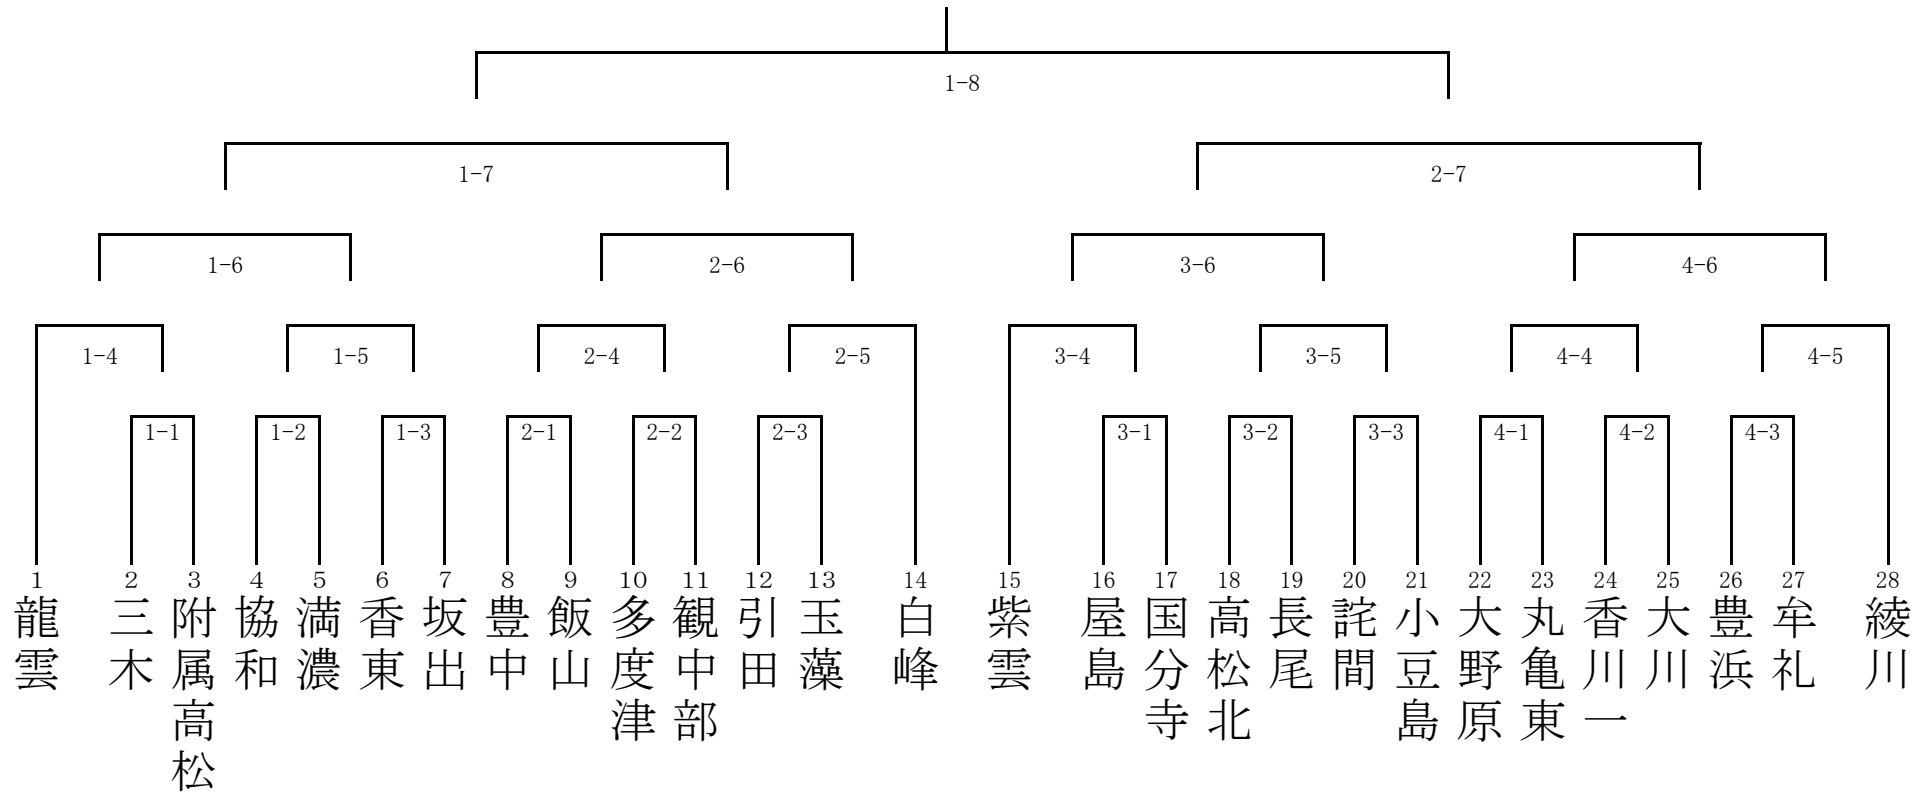 1-8
1-7
2-7
1-6
2-6
3-6
4-6
1-4
1-5
2-4
2-5
3-4
3-5
4-4
4-5
1-1
1-2
1-3
2-1
2-2
2-3
3-1
3-2
3-3
4-1
4-2
4-3
1
龍雲
2
三木
3
附属高松
4
協和
5
満濃
6
香東
7
坂出
8
豊中
9
飯山
10
多度津
11
観中部
12
引田
13
玉藻
14
白峰
15
紫雲
16
屋島
17
国分寺
18
高松北
19
長尾
20
詫間
21
小豆島
22
大野原
23
丸亀東
24
香川一
25
大川
26
豊浜
27
牟礼
28
綾川